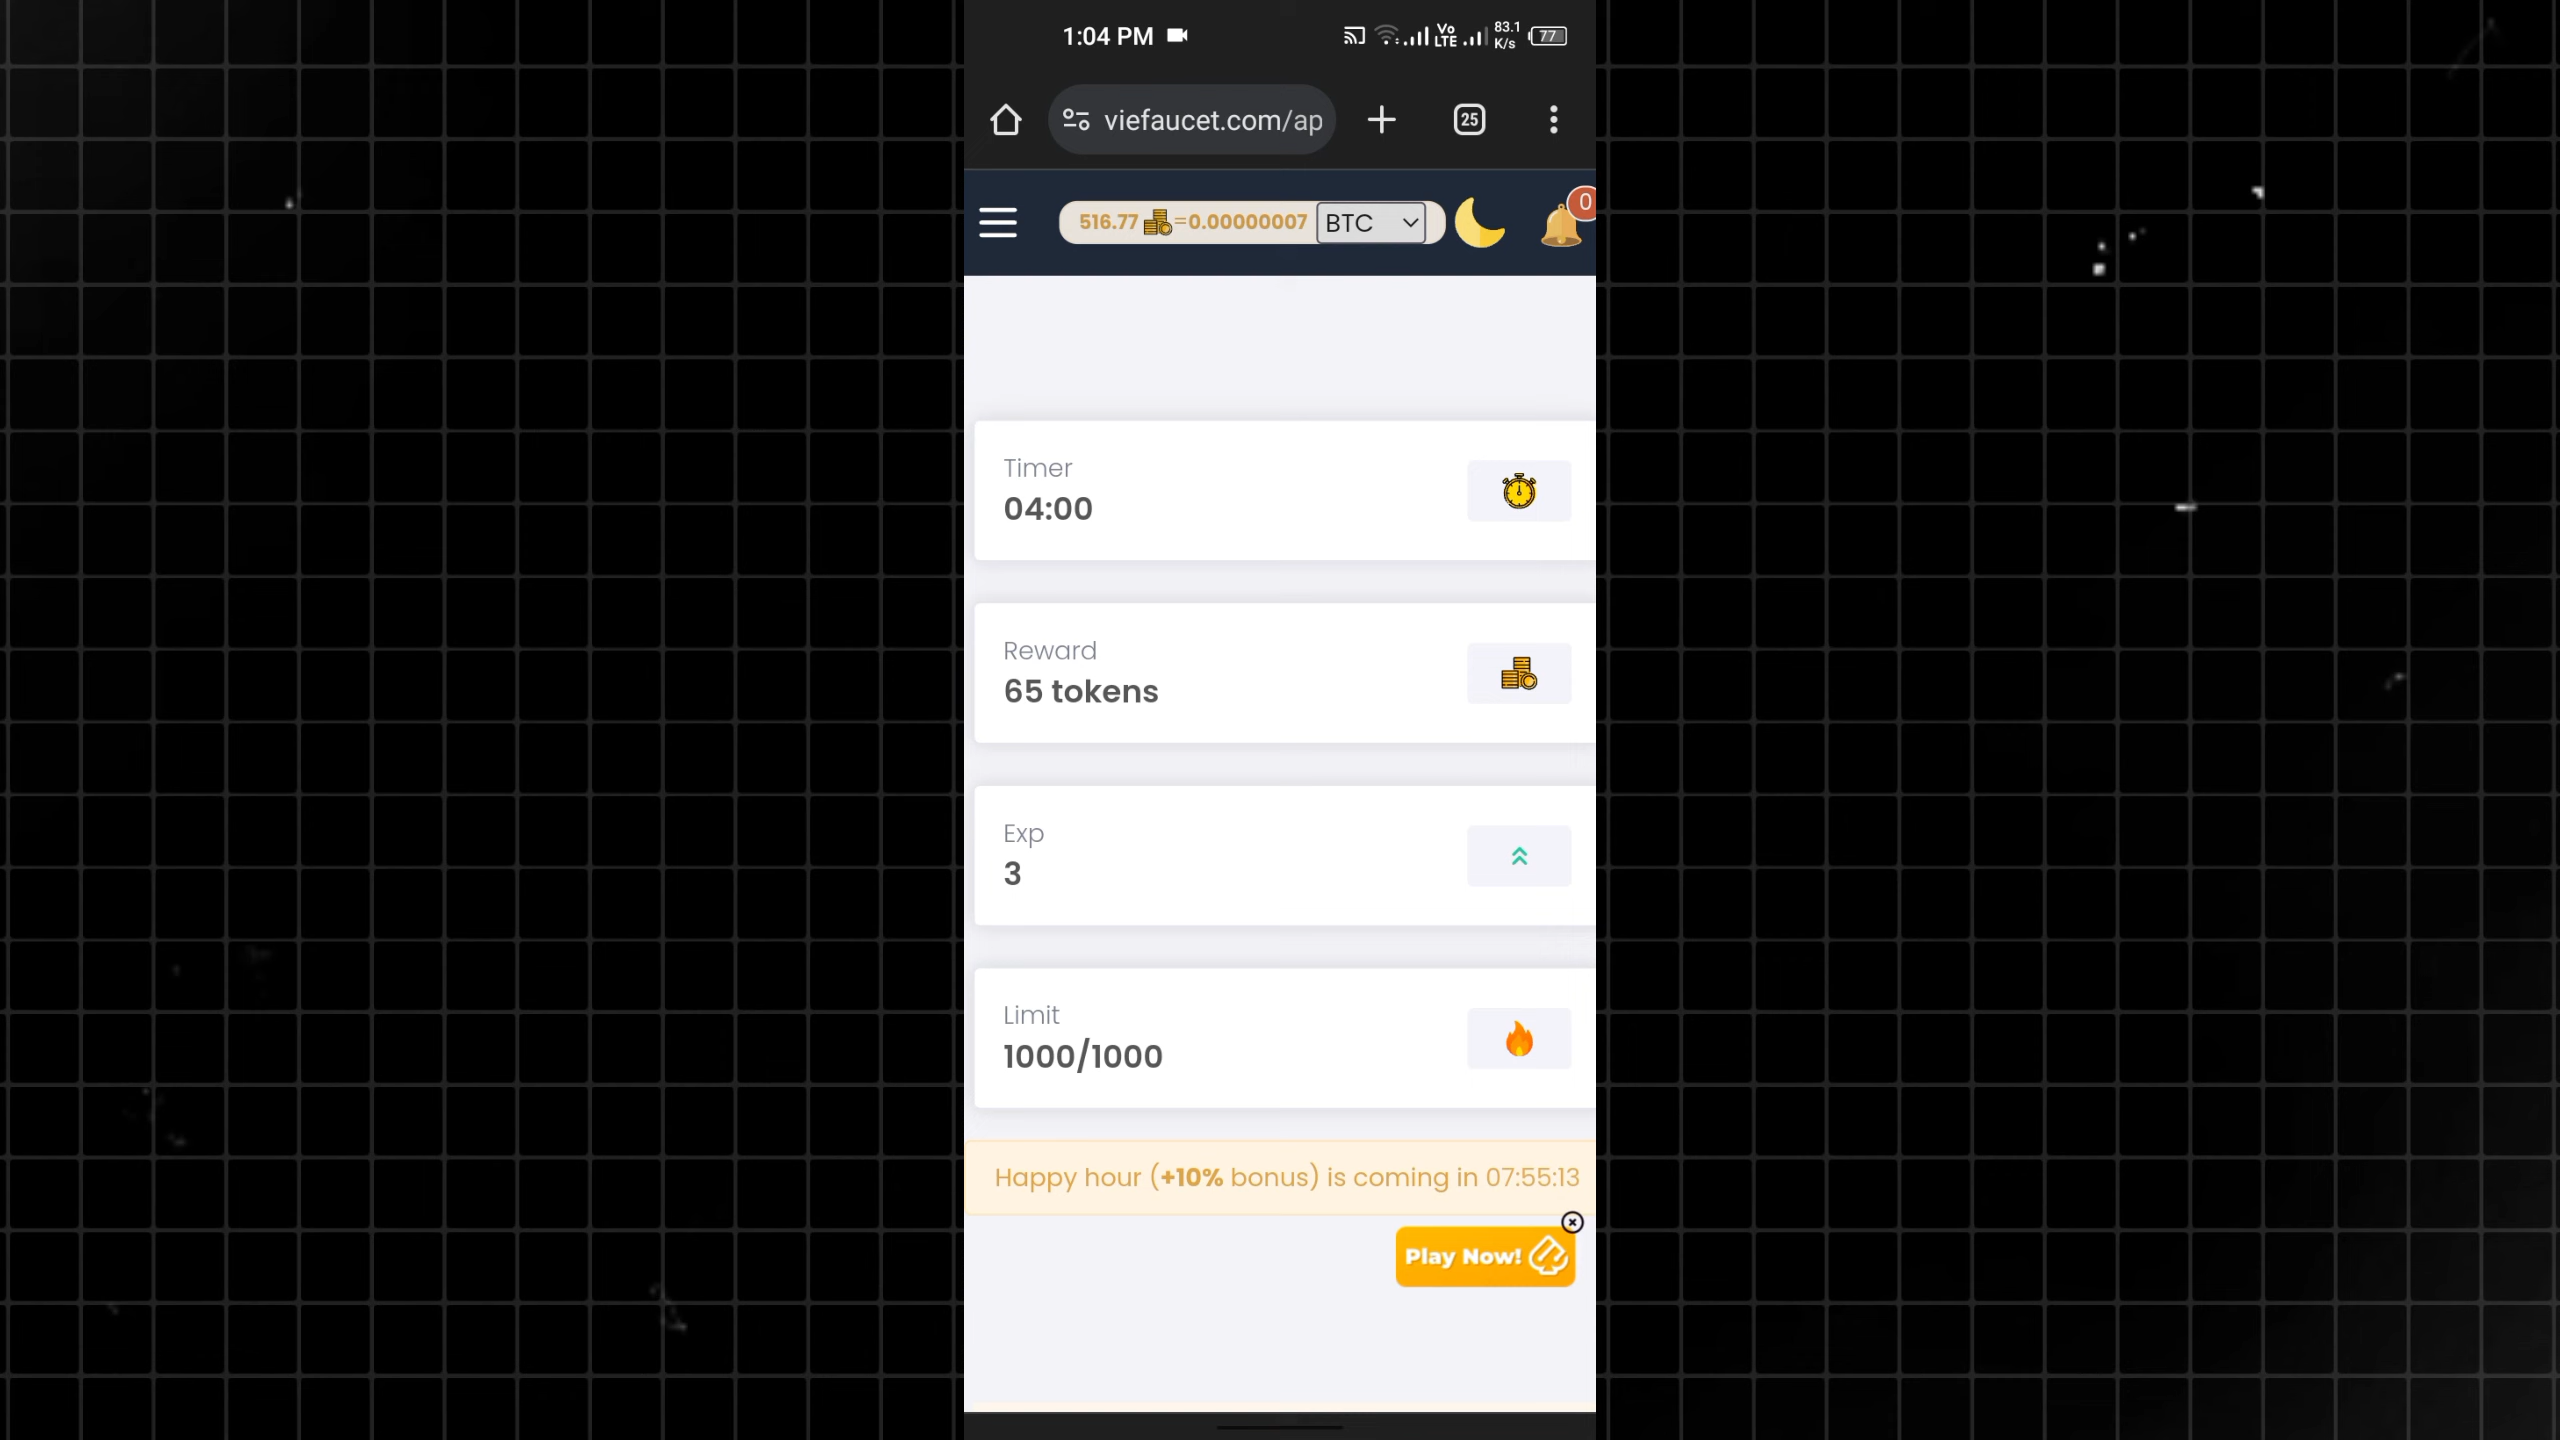 1:04 PM
Vo LTE
83.1 K/s
77
viefaucet.com/ap
25
516.77 =0.00000007 BTC
0
Timer
04:00
Reward
65 tokens
Exp
3
Limit
1000/1000
Happy hour (+10% bonus) is coming in 07:55:13
Play Now!